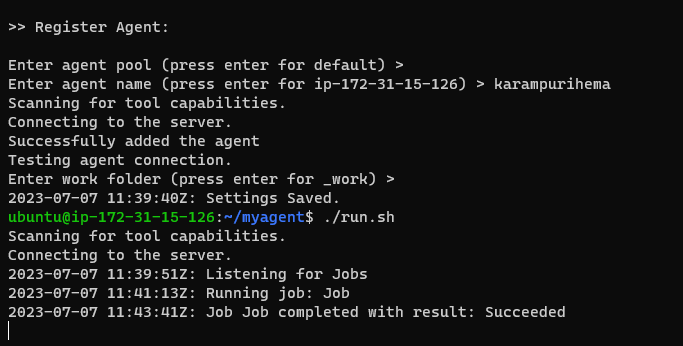 >> Register Agent:
Enter agent pool (press enter for default) >
Enter agent name (press enter for ip-172-31-15-126) > karampurihema
Scanning for tool capabilities.
Connecting to the server.
Successfully added the agent
Testing agent connection.
Enter work folder (press enter for _work) >
2023-07-07 11:39:40Z: Settings Saved.
ubuntu@ip-172-31-15-126:~/myagent$ ./run.sh
Scanning for tool capabilities.
Connecting to the server.
2023-07-07 11:39:51Z: Listening for Jobs
2023-07-07 11:41:13Z: Running job: Job
2023-07-07 11:43:41Z: Job Job completed with result: Succeeded